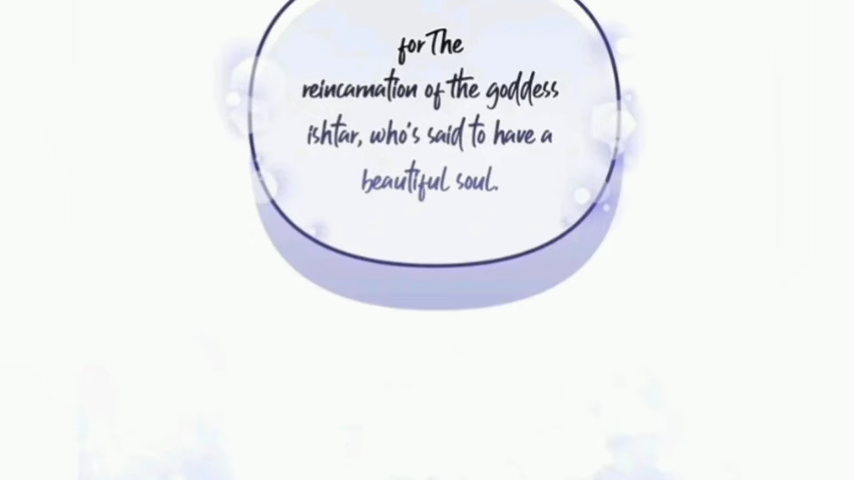 for The
reincarnation of the goddess
ishtar, who's said to have a
beautiful soul.